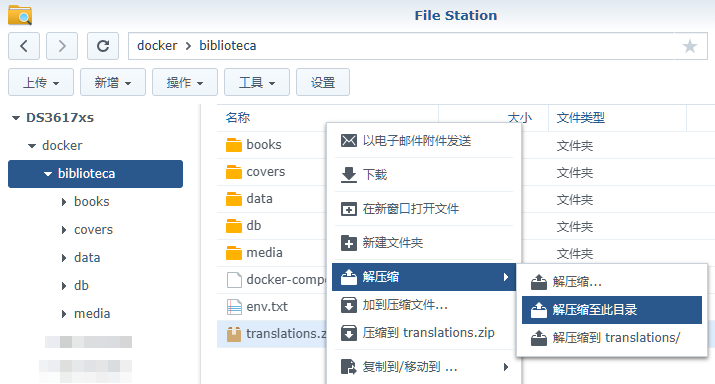 File Station
docker > biblioteca
上传 新增 操作 工具 设置
DS3617xs
docker
biblioteca
books
covers
data
db
media
名称 大小 文件类型
books 文件夹
covers 文件夹
data 文件夹
db 文件夹
media 文件夹
docker-comp
env.txt
translations.z
以电子邮件附件发送
下载
在新窗口打开文件
新建文件夹
解压缩
加到压缩文件...
压缩到 translations.zip
复制到/移动到 ...
解压缩...
解压缩至此目录
解压缩到 translations/